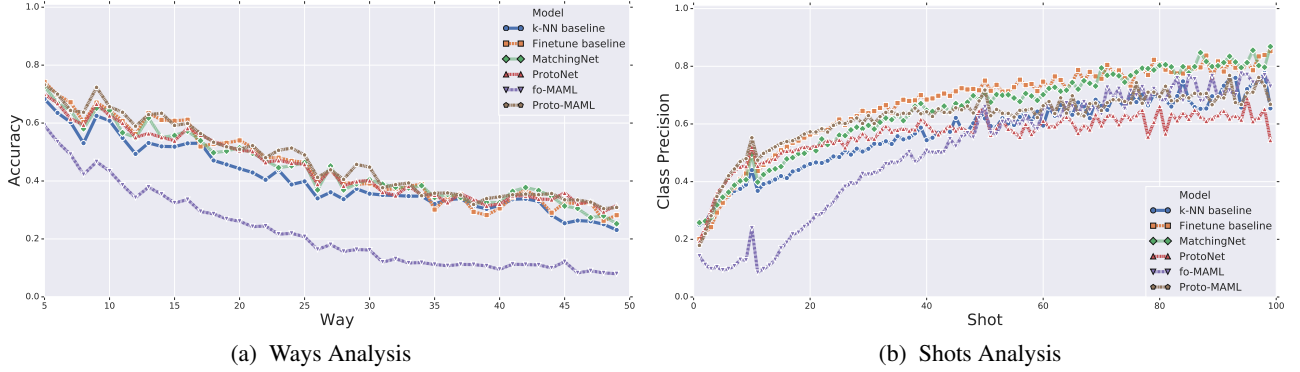 1.0
0.8
0.6
0.4
0.2
0.0
Accuracy
5
10
15
20
25
30
35
40
45
50
Way
Model
k-NN baseline
Finetune baseline
MatchingNet
ProtoNet
fo-MAML
Proto-MAML
(a) Ways Analysis
1.0
0.8
0.6
0.4
0.2
0.0
Class Precision
0
20
40
60
80
100
Shot
Model
k-NN baseline
Finetune baseline
MatchingNet
ProtoNet
fo-MAML
Proto-MAML
(b) Shots Analysis